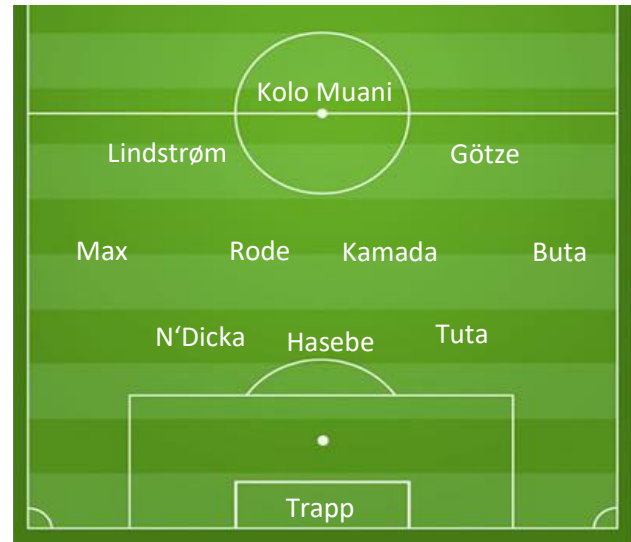 Kolo Muani
Lindstrøm Götze
Max Rode Kamada Buta
N‘Dicka Hasebe Tuta
Trapp